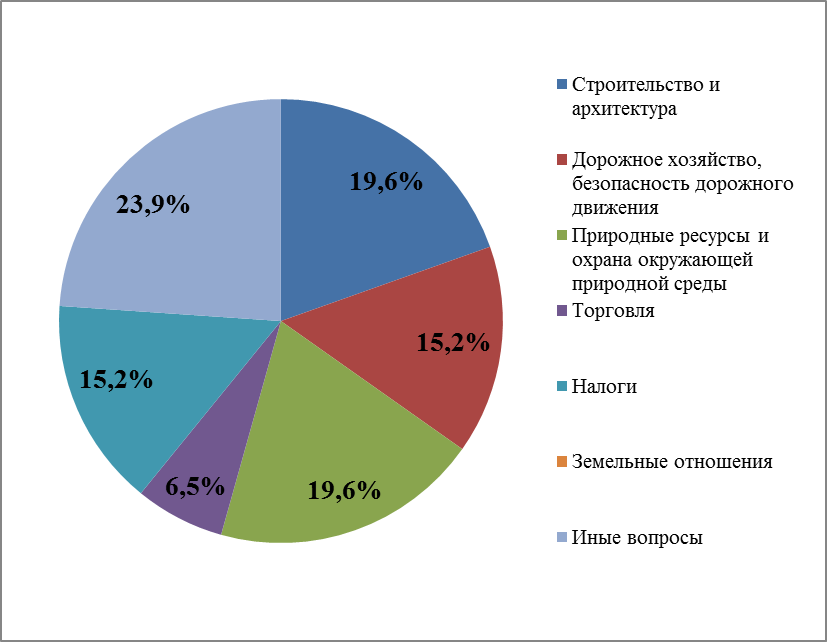 19,6%
15,2%
19,6%
6,5%
15,2%
23,9%
Строительство и
архитектура
Дорожное хозяйство,
безопасность дорожного
движения
Природные ресурсы и
охрана окружающей
природной среды
Торговля
Налоги
Земельные отношения
Иные вопросы